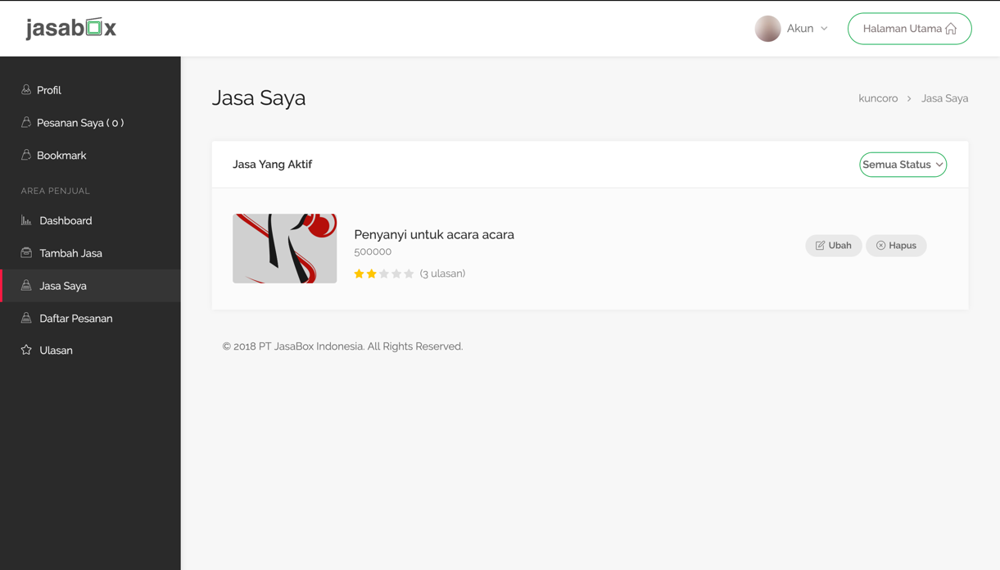 jasabox
Akun
Halaman Utama
Profil
Pesanan Saya ( 0 )
Bookmark
AREA PENJUAL
Dashboard
Tambah Jasa
Jasa Saya
Daftar Pesanan
Ulasan
Jasa Saya
kuncoro > Jasa Saya
Jasa Yang Aktif
Semua Status
Penyanyi untuk acara acara
500000
(3 ulasan)
Ubah
Hapus
© 2018 PT JasaBox Indonesia. All Rights Reserved.